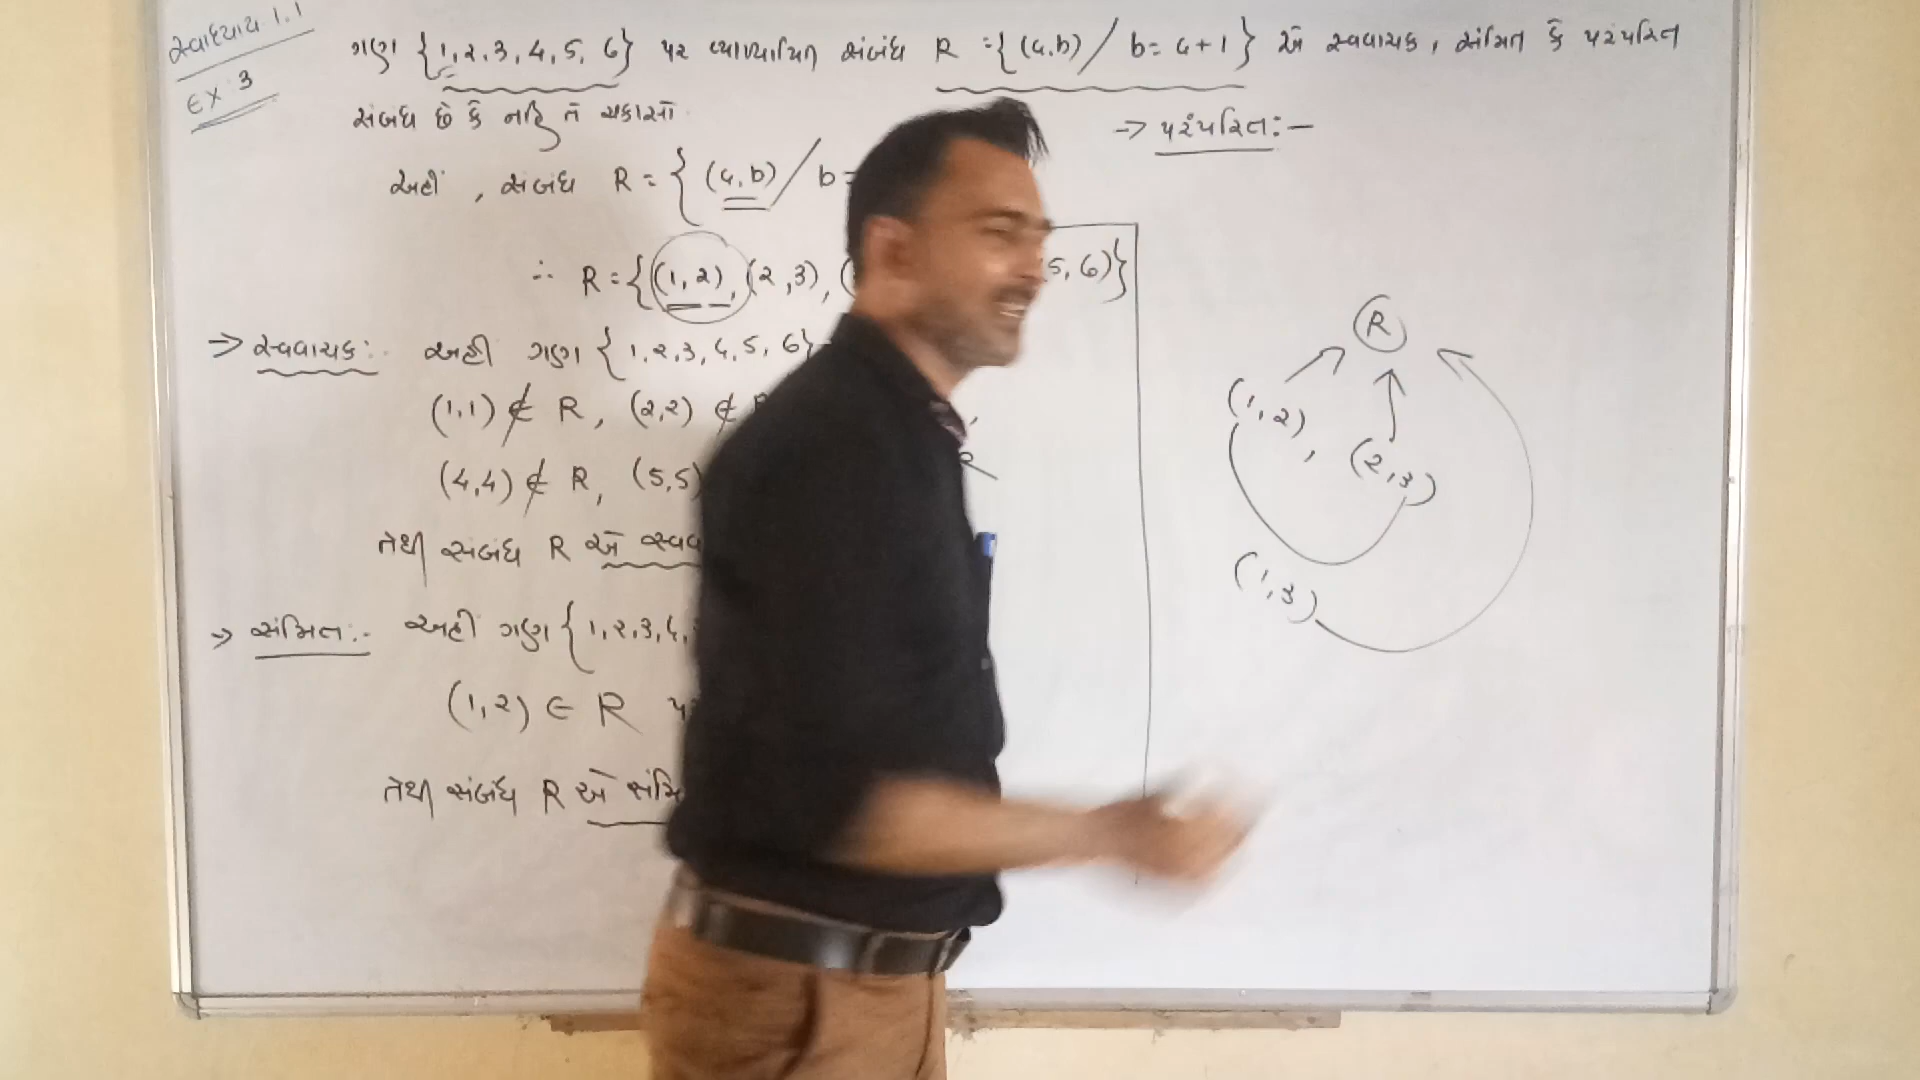 સ્વાધ્યાય 1.1
EX 3
ગણ {1,2,3,4,5,6} પર વ્યાખ્યાયિત સંબંધ R = {(a,b) / b = a+1} એ સ્વવાચક, સંમિત કે પરંપરિત
સંબંધ છે કે નહિ તે ચકાસો.
અહીં, સંબંધ R = { (a,b) / b =
∴ R = { (1,2), (2,3), ( 5,6)}
→ સ્વવાચક: અહીં ગણ {1,2,3,4,5,6}
(1,1) ∉ R, (2,2) ∉ R
(4,4) ∉ R, (5,5)
તેથી સંબંધ R એ સ્વવ
→ સંમિત:- અહીં ગણ {1,2,3,4,
(1,2) ∈ R પ
તેથી સંબંધ R એ સંમિ
→ પરંપરિત:-
R
(1,2), (2,3)
(1,3)